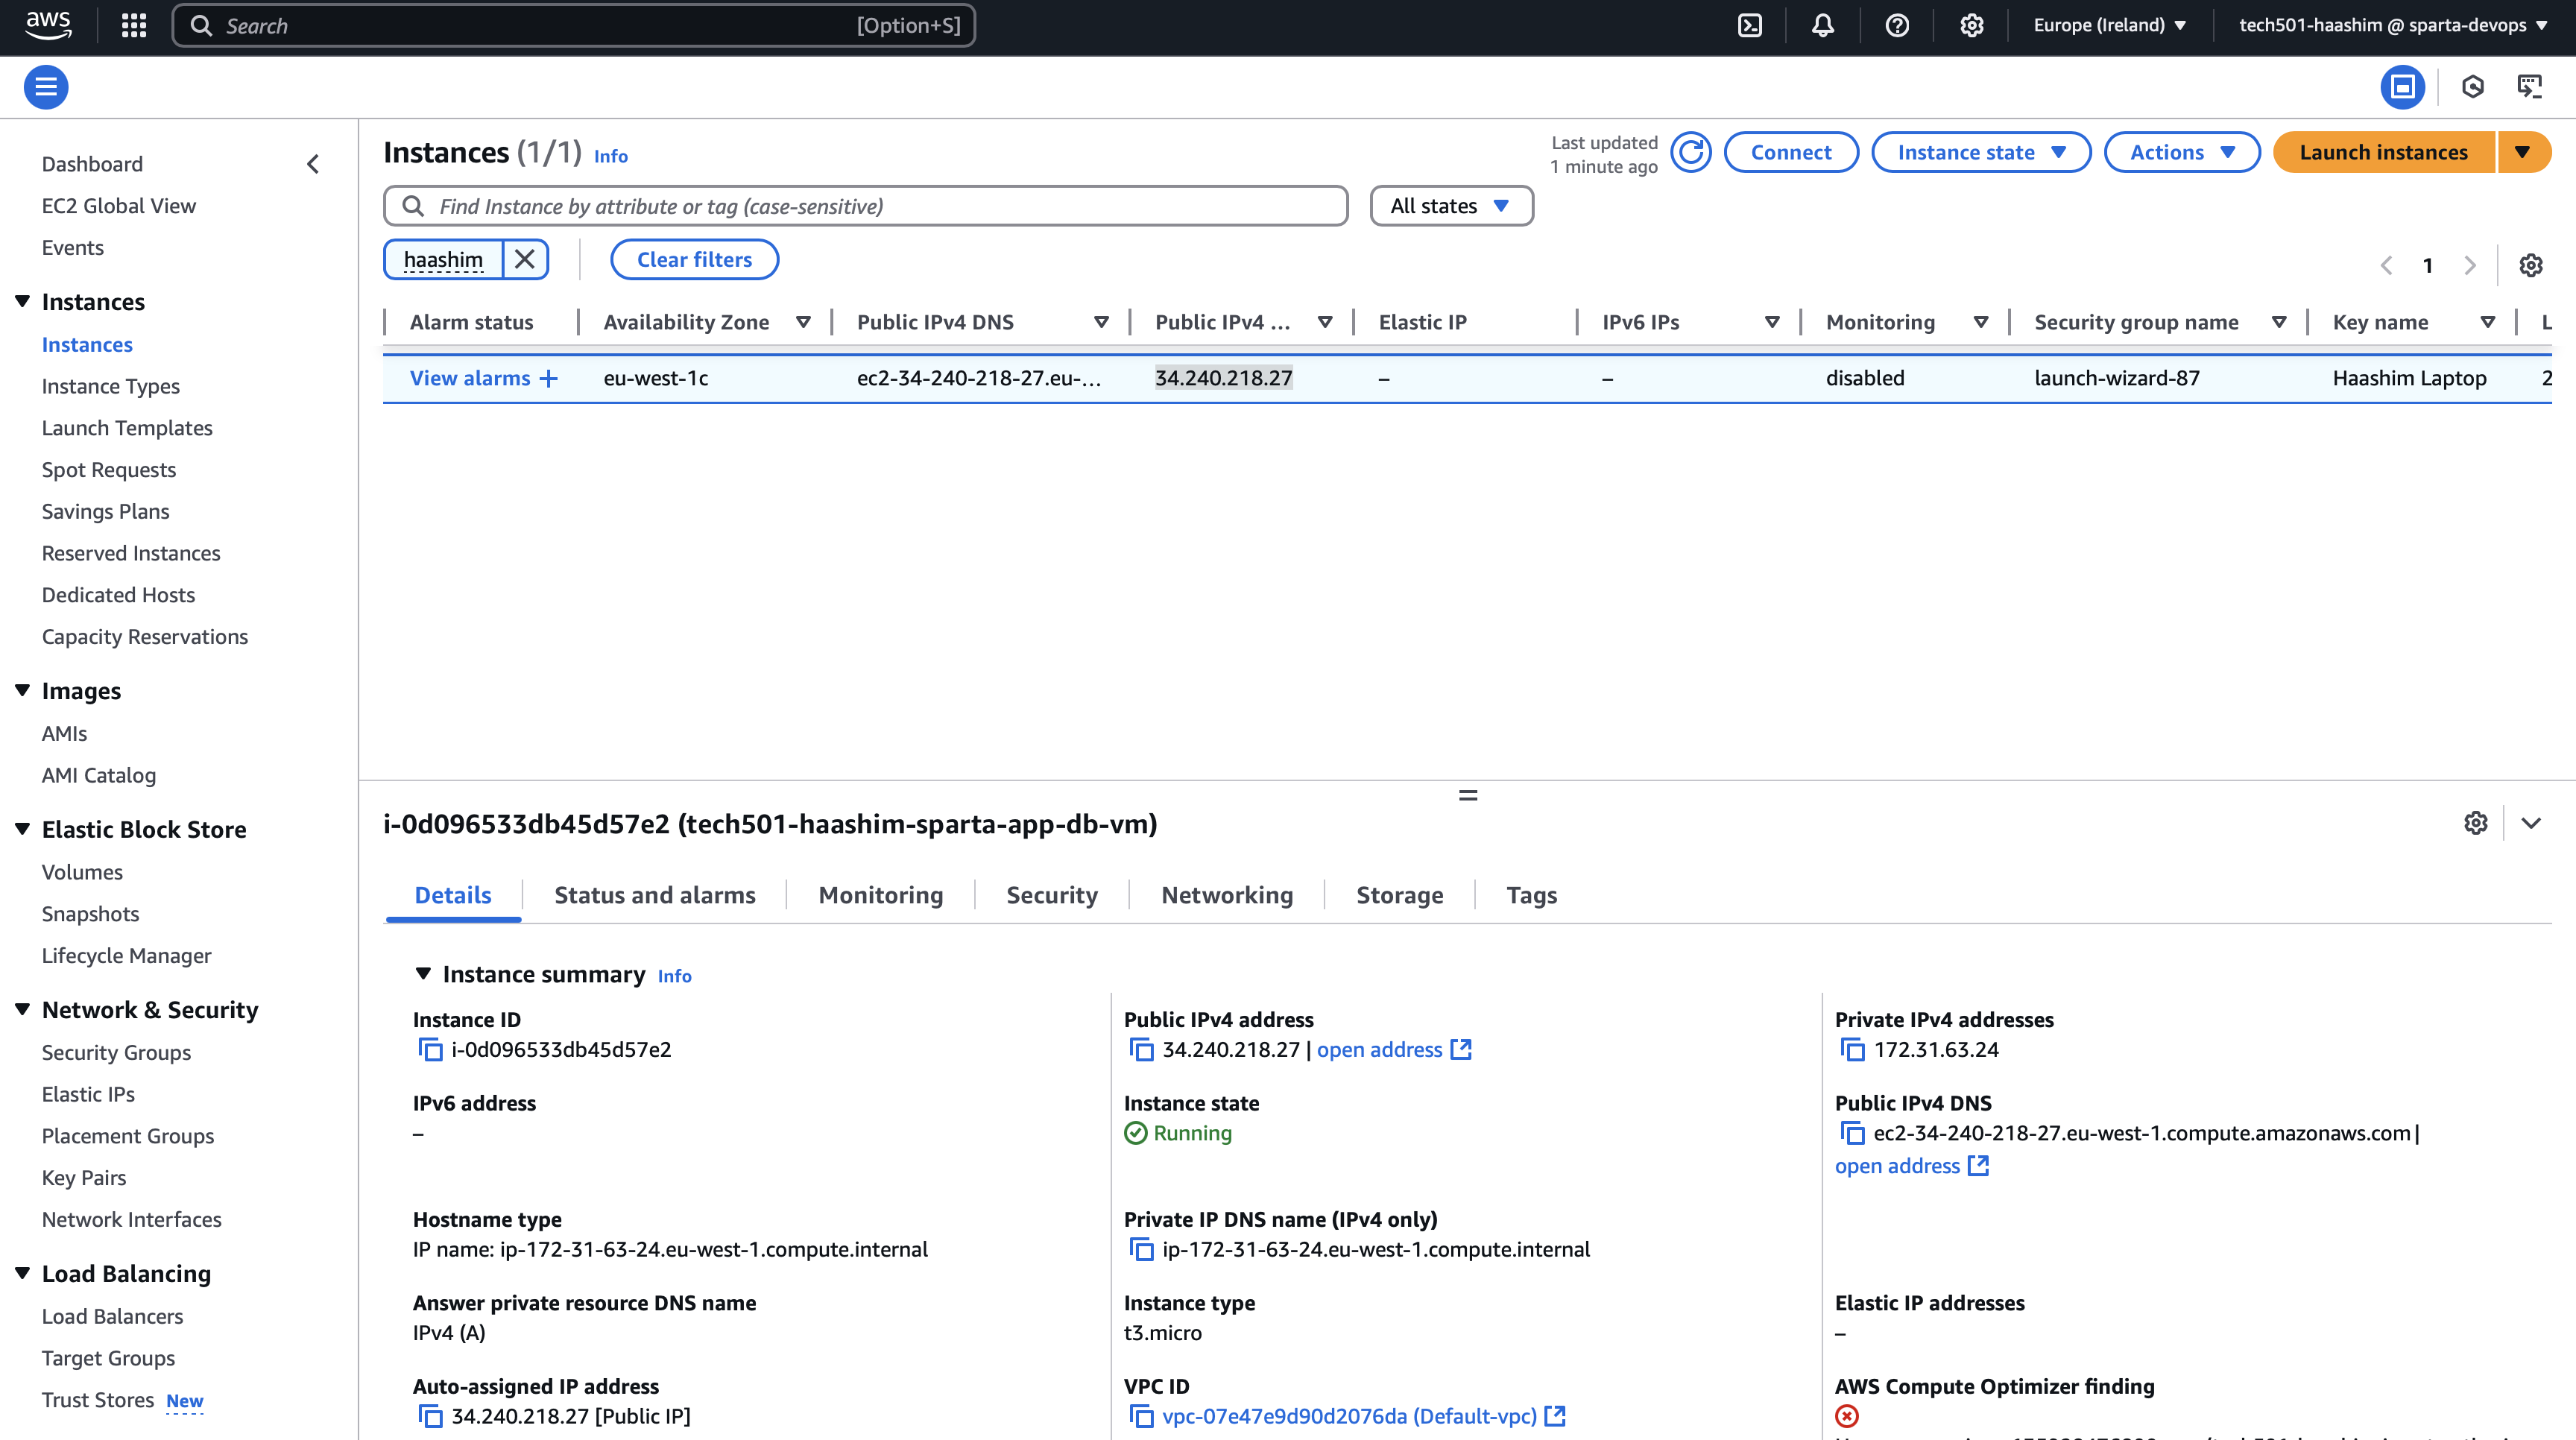 aws
Search [Option+S]
Europe (Ireland)
tech501-haashim @ sparta-devops
Dashboard
EC2 Global View
Events
Instances
Instances
Instance Types
Launch Templates
Spot Requests
Savings Plans
Reserved Instances
Dedicated Hosts
Capacity Reservations
Images
AMIs
AMI Catalog
Elastic Block Store
Volumes
Snapshots
Lifecycle Manager
Network & Security
Security Groups
Elastic IPs
Placement Groups
Key Pairs
Network Interfaces
Load Balancing
Load Balancers
Target Groups
Trust Stores New
Instances (1/1) Info
Last updated
1 minute ago
Connect
Instance state
Actions
Launch instances
Find Instance by attribute or tag (case-sensitive)
All states
haashim
Clear filters
1
Alarm status Availability Zone Public IPv4 DNS Public IPv4 ... Elastic IP IPv6 IPs Monitoring Security group name Key name L
View alarms + eu-west-1c ec2-34-240-218-27.eu-... 34.240.218.27 – – disabled launch-wizard-87 Haashim Laptop 2
i-0d096533db45d57e2 (tech501-haashim-sparta-app-db-vm)
Details Status and alarms Monitoring Security Networking Storage Tags
Instance summary Info
Instance ID
i-0d096533db45d57e2
Public IPv4 address
34.240.218.27 | open address
Private IPv4 addresses
172.31.63.24
IPv6 address
–
Instance state
Running
Public IPv4 DNS
ec2-34-240-218-27.eu-west-1.compute.amazonaws.com |
open address
Hostname type
IP name: ip-172-31-63-24.eu-west-1.compute.internal
Private IP DNS name (IPv4 only)
ip-172-31-63-24.eu-west-1.compute.internal
Answer private resource DNS name
IPv4 (A)
Instance type
t3.micro
Elastic IP addresses
–
Auto-assigned IP address
34.240.218.27 [Public IP]
VPC ID
vpc-07e47e9d90d2076da (Default-vpc)
AWS Compute Optimizer finding